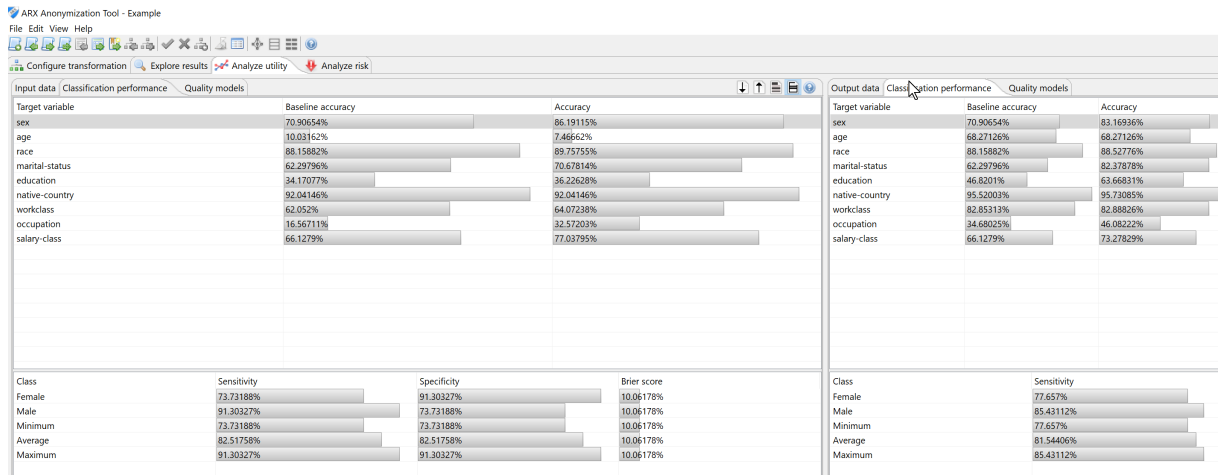 ARX Anonymization Tool - Example
File Edit View Help
Configure transformation Explore results Analyze utility Analyze risk
Input data Classification performance Quality models
Target variable Baseline accuracy Accuracy
sex 70.90654% 86.19115%
age 10.03162% 7.46662%
race 88.15882% 89.75755%
marital-status 62.29796% 70.67814%
education 34.17077% 36.22628%
native-country 92.04146% 92.04146%
workclass 62.052% 64.07238%
occupation 16.56711% 32.57203%
salary-class 66.1279% 77.03795%
Class Sensitivity Specificity Brier score
Female 73.73188% 91.30327% 10.06178%
Male 91.30327% 73.73188% 10.06178%
Minimum 73.73188% 73.73188% 10.06178%
Average 82.51758% 82.51758% 10.06178%
Maximum 91.30327% 91.30327% 10.06178%
Output data Classification performance Quality models
Target variable Baseline accuracy Accuracy
sex 70.90654% 83.16936%
age 68.27126% 68.27126%
race 88.15882% 88.52776%
marital-status 62.29796% 82.37878%
education 46.8201% 63.66831%
native-country 95.52003% 95.73085%
workclass 82.85313% 82.88826%
occupation 34.68025% 46.08222%
salary-class 66.1279% 73.27829%
Class Sensitivity
Female 77.657%
Male 85.43112%
Minimum 77.657%
Average 81.54406%
Maximum 85.43112%